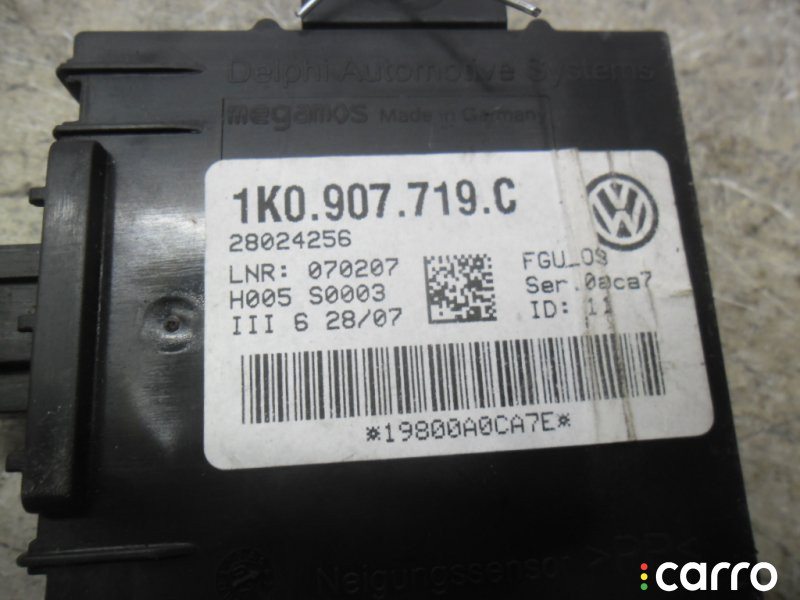 Delphi Automotive Systems
megamos Made in Germany
1K0.907.719.C
28024256
LNR: 070207
H005 S0003
III 6 28/07
FGU_09
Ser.0aca7
ID: 11
*19800A0CA7E*
Neigungssensor
carro